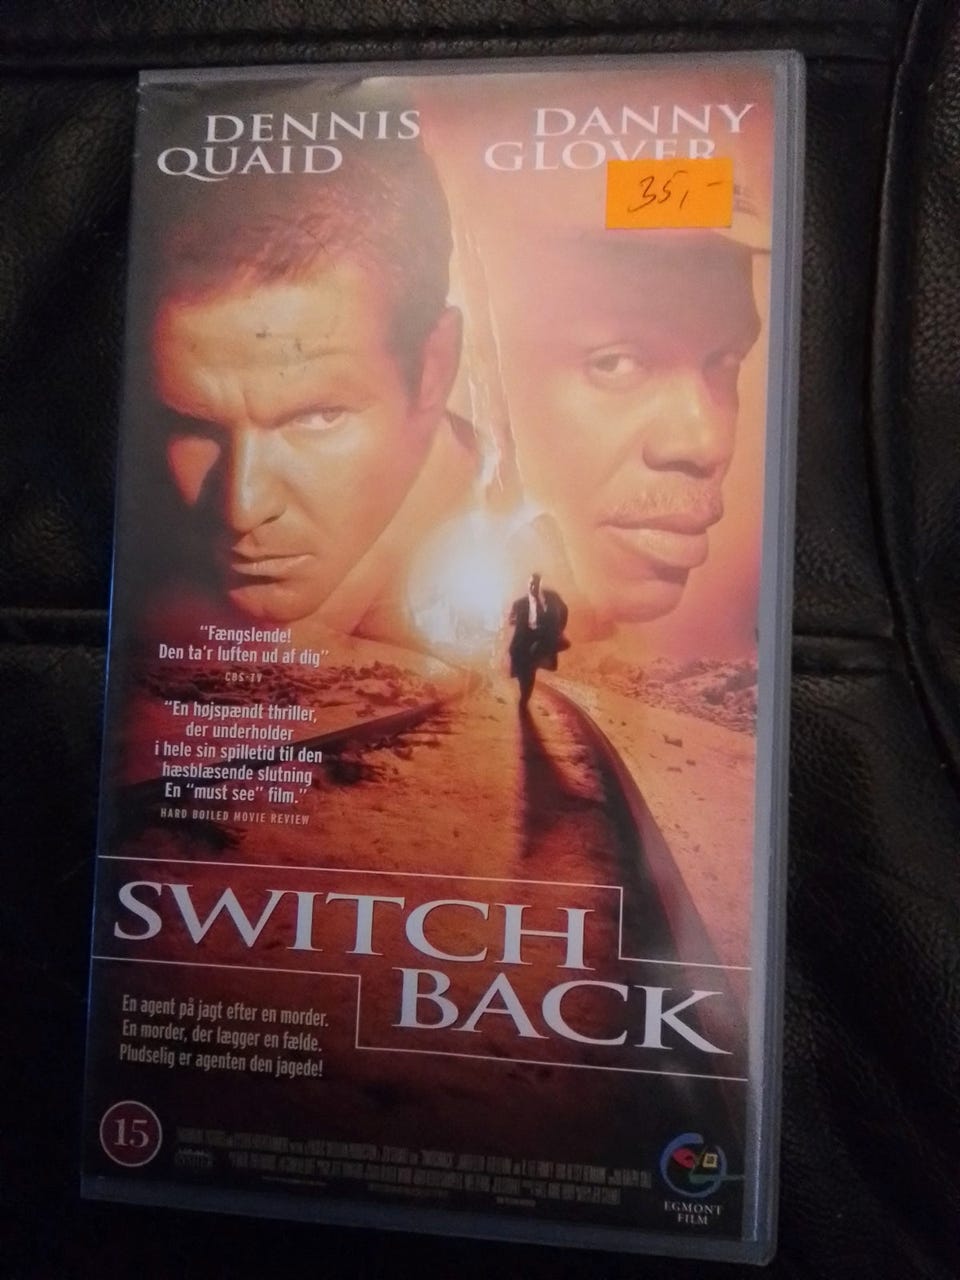 DENNIS
QUAID
DANNY
GLOVER
35,-
"Fængslende!
Den ta'r luften ud af dig"
CBS-TV
"En højspændt thriller,
der underholder
i hele sin spilletid til den
hæsblæsende slutning
En "must see" film."
HARD BOILED MOVIE REVIEW
SWITCH
BACK
En agent på jagt efter en morder.
En morder, der lægger en fælde.
Pludselig er agenten den jagede!
15
EGMONT
FILM